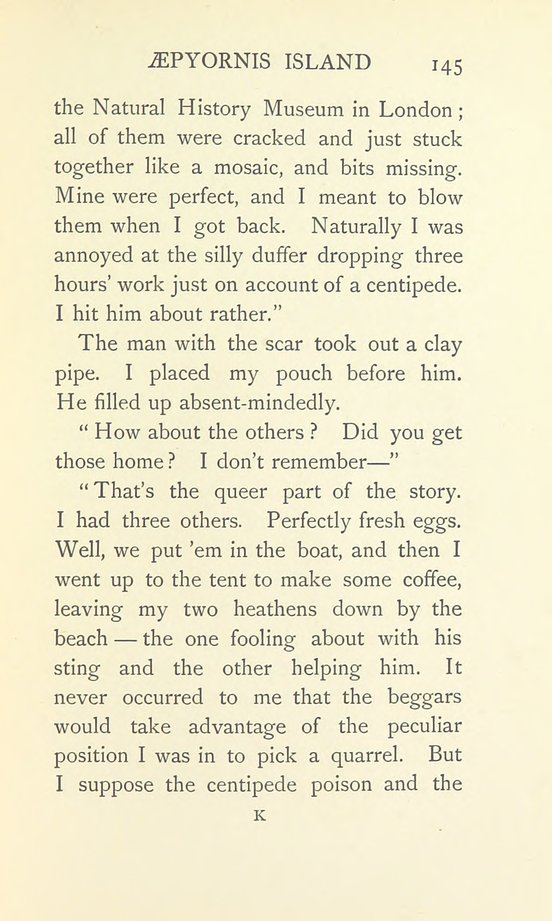 ÆPYORNIS ISLAND 145
the Natural History Museum in London ;
all of them were cracked and just stuck
together like a mosaic, and bits missing.
Mine were perfect, and I meant to blow
them when I got back. Naturally I was
annoyed at the silly duffer dropping three
hours' work just on account of a centipede.
I hit him about rather."
The man with the scar took out a clay
pipe. I placed my pouch before him.
He filled up absent-mindedly.
" How about the others ? Did you get
those home ? I don't remember—"
" That's the queer part of the story.
I had three others. Perfectly fresh eggs.
Well, we put 'em in the boat, and then I
went up to the tent to make some coffee,
leaving my two heathens down by the
beach — the one fooling about with his
sting and the other helping him. It
never occurred to me that the beggars
would take advantage of the peculiar
position I was in to pick a quarrel. But
I suppose the centipede poison and the
K